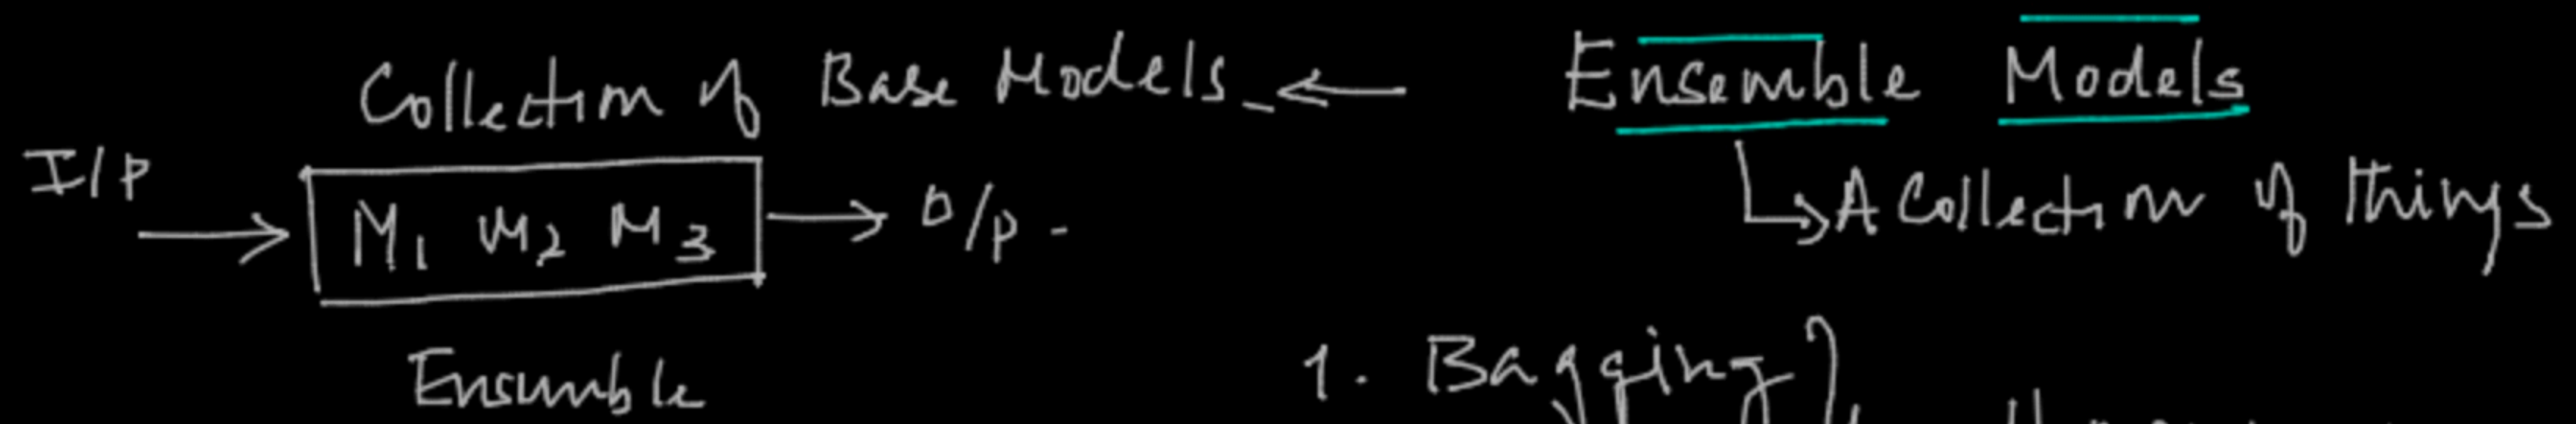 Collection of Base Models ← Ensemble Models
I/p → M1 M2 M3 → O/p -
↳ A Collection of things
Ensemble
1. Bagging